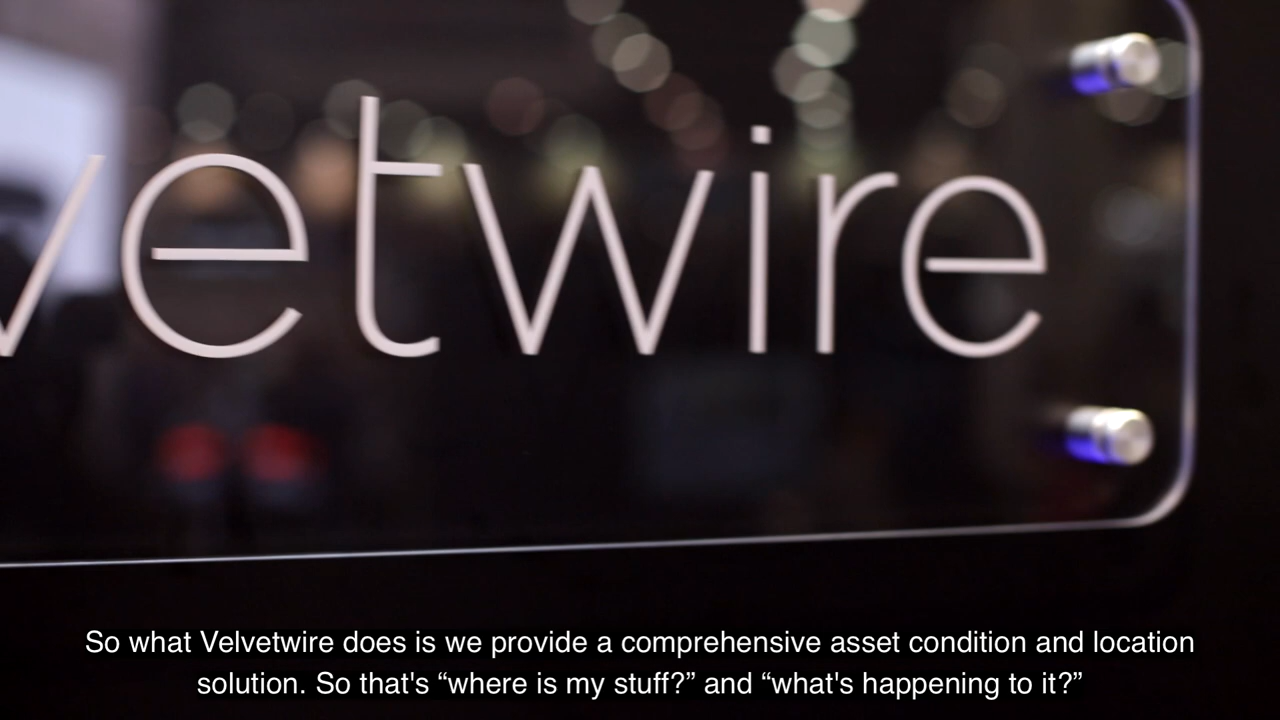 vetwire
So what Velvetwire does is we provide a comprehensive asset condition and location
solution. So that's “where is my stuff?” and “what's happening to it?”